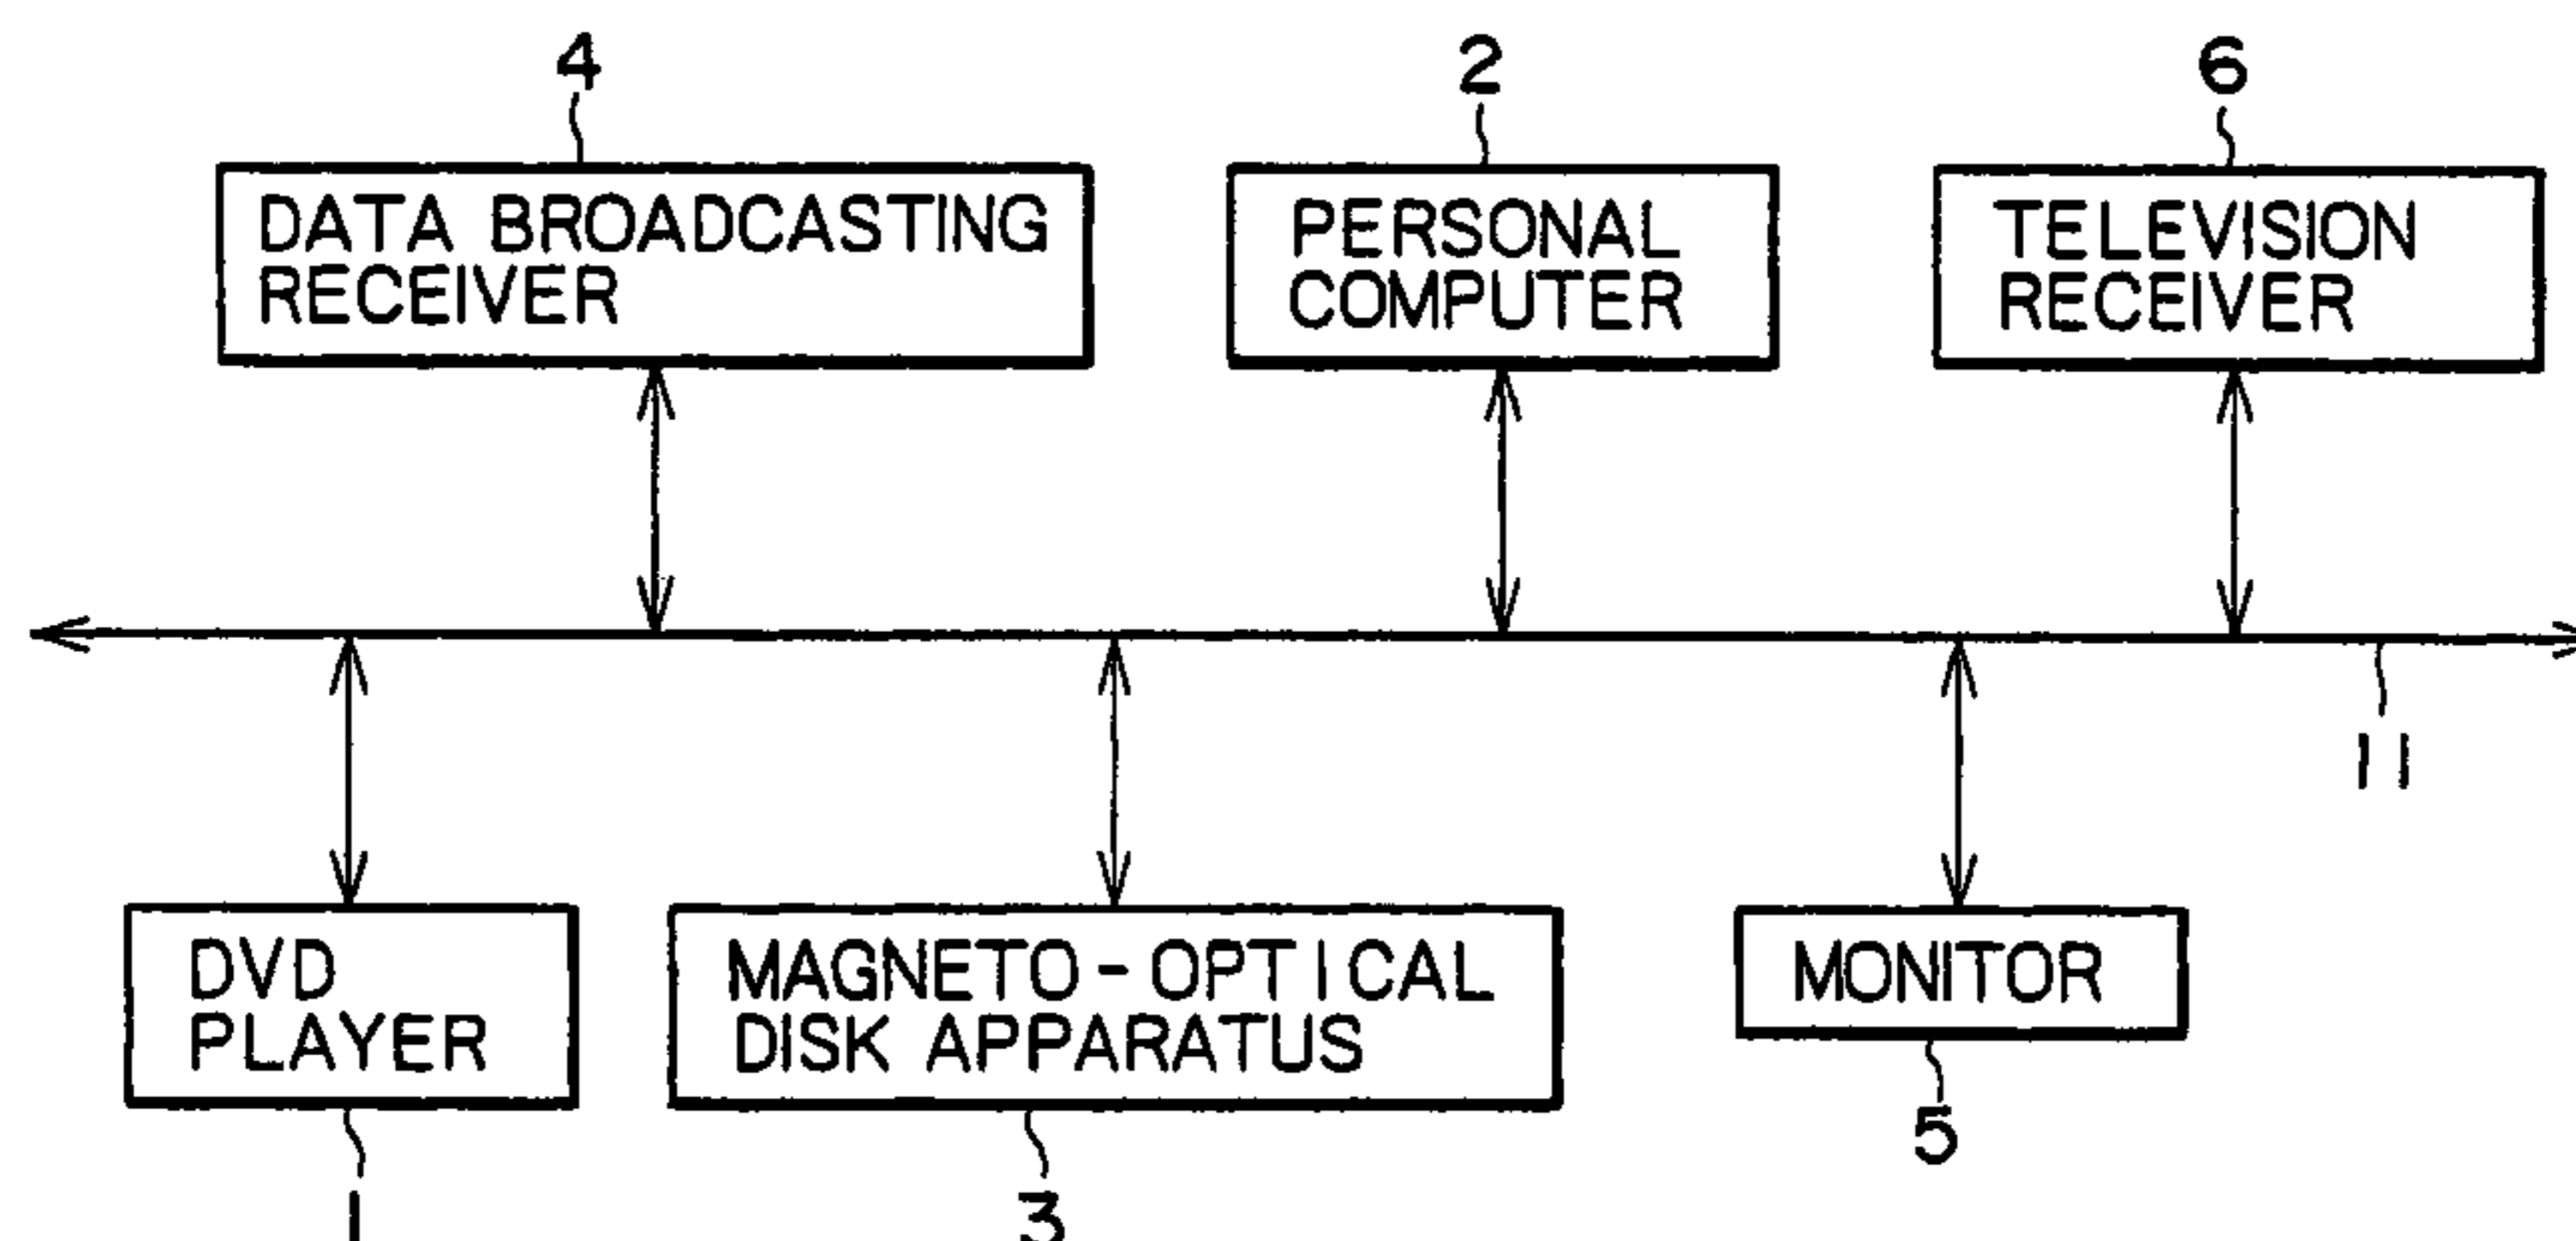 4
2
6
DATA BROADCASTING
RECEIVER
PERSONAL
COMPUTER
TELEVISION
RECEIVER
11
DVD
PLAYER
MAGNETO-OPTICAL
DISK APPARATUS
MONITOR
1
3
5